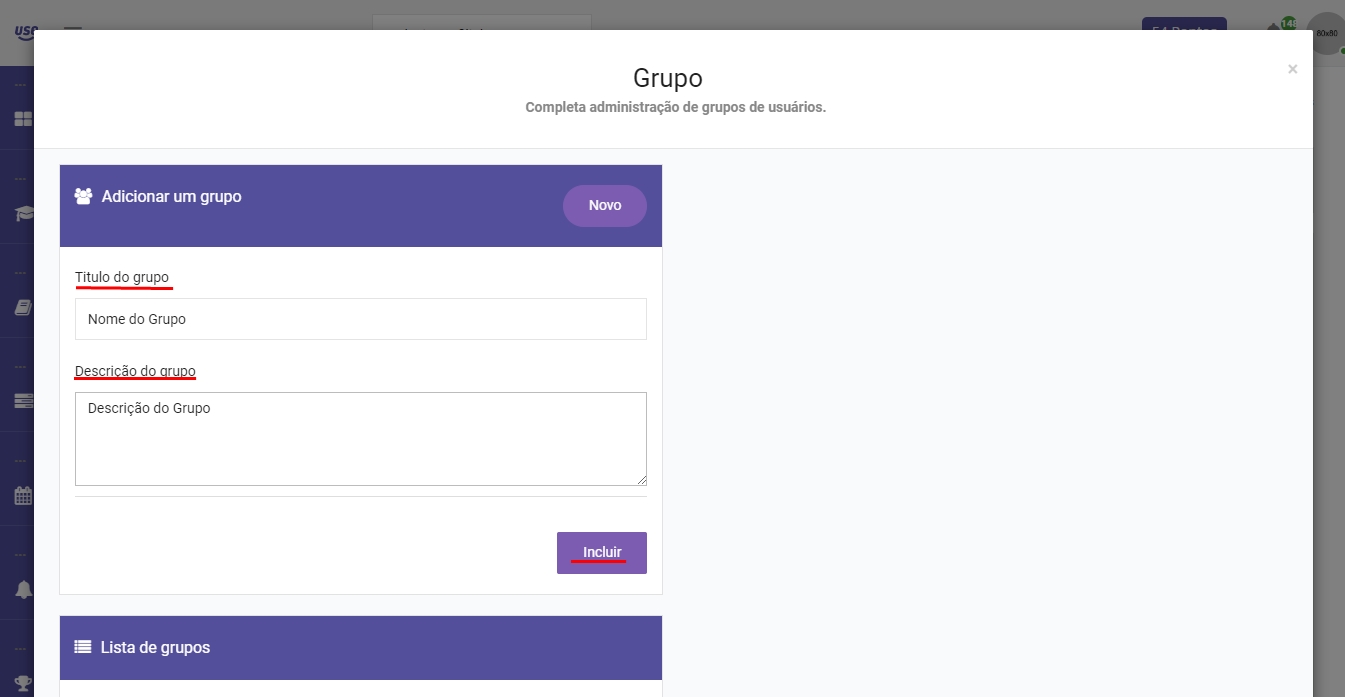 use
148
80x80
×
Grupo
Completa administração de grupos de usuários.
Adicionar um grupo
Novo
Titulo do grupo
Nome do Grupo
Descrição do grupo
Descrição do Grupo
Incluir
Lista de grupos